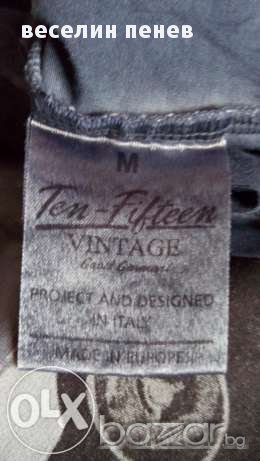 веселин пенев
M
Ten-Fifteen
VINTAGE
PROJECT AND DESIGNED
IN ITALY
MADE IN EUROPE
OLX
bazar.bg